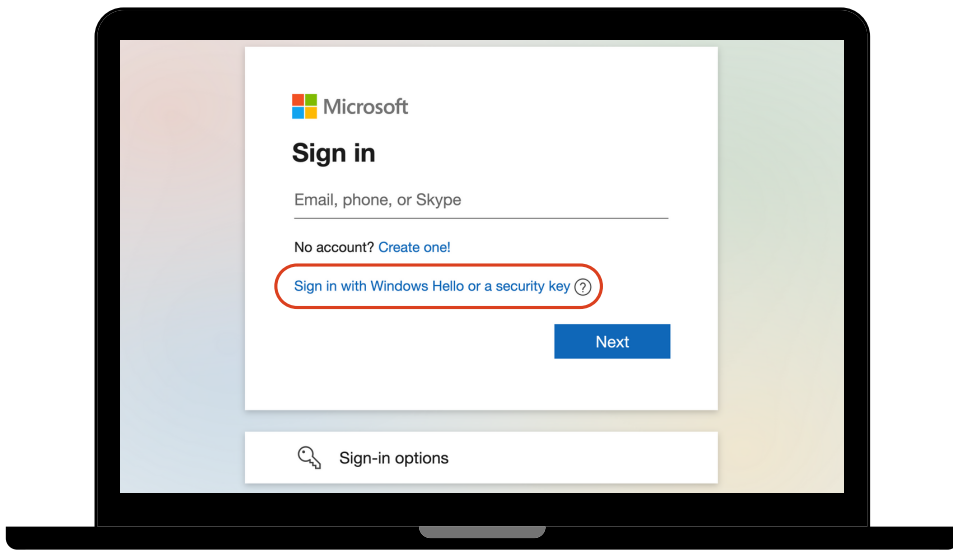 Microsoft
Sign in
Email, phone, or Skype
No account? Create one!
Sign in with Windows Hello or a security key ?
Next
Sign-in options